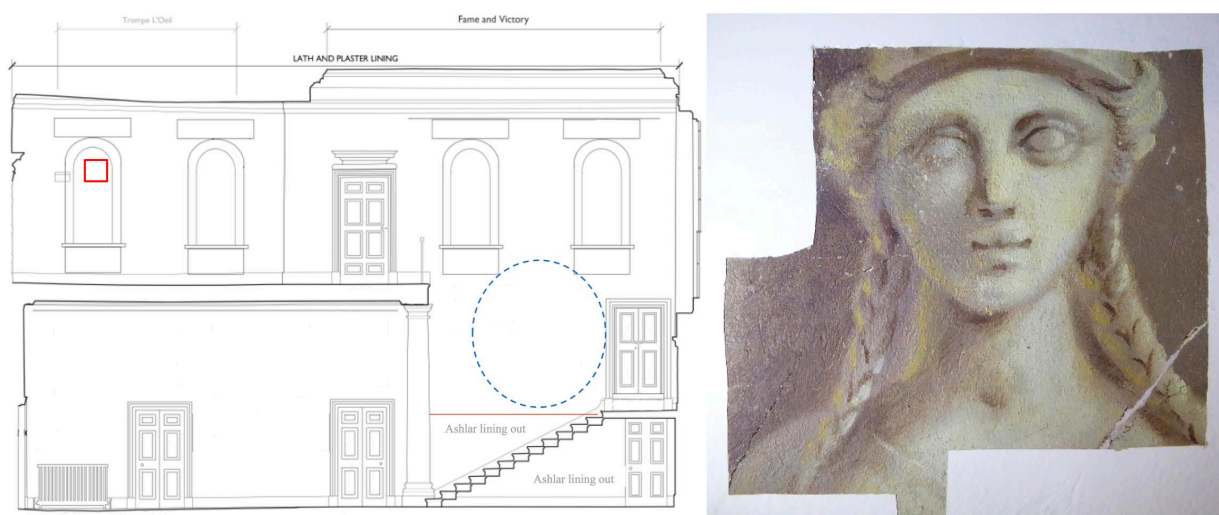 Trompe L'Oeil
Fame and Victory
LATH AND PLASTER LINING
Ashlar lining out
Ashlar lining out